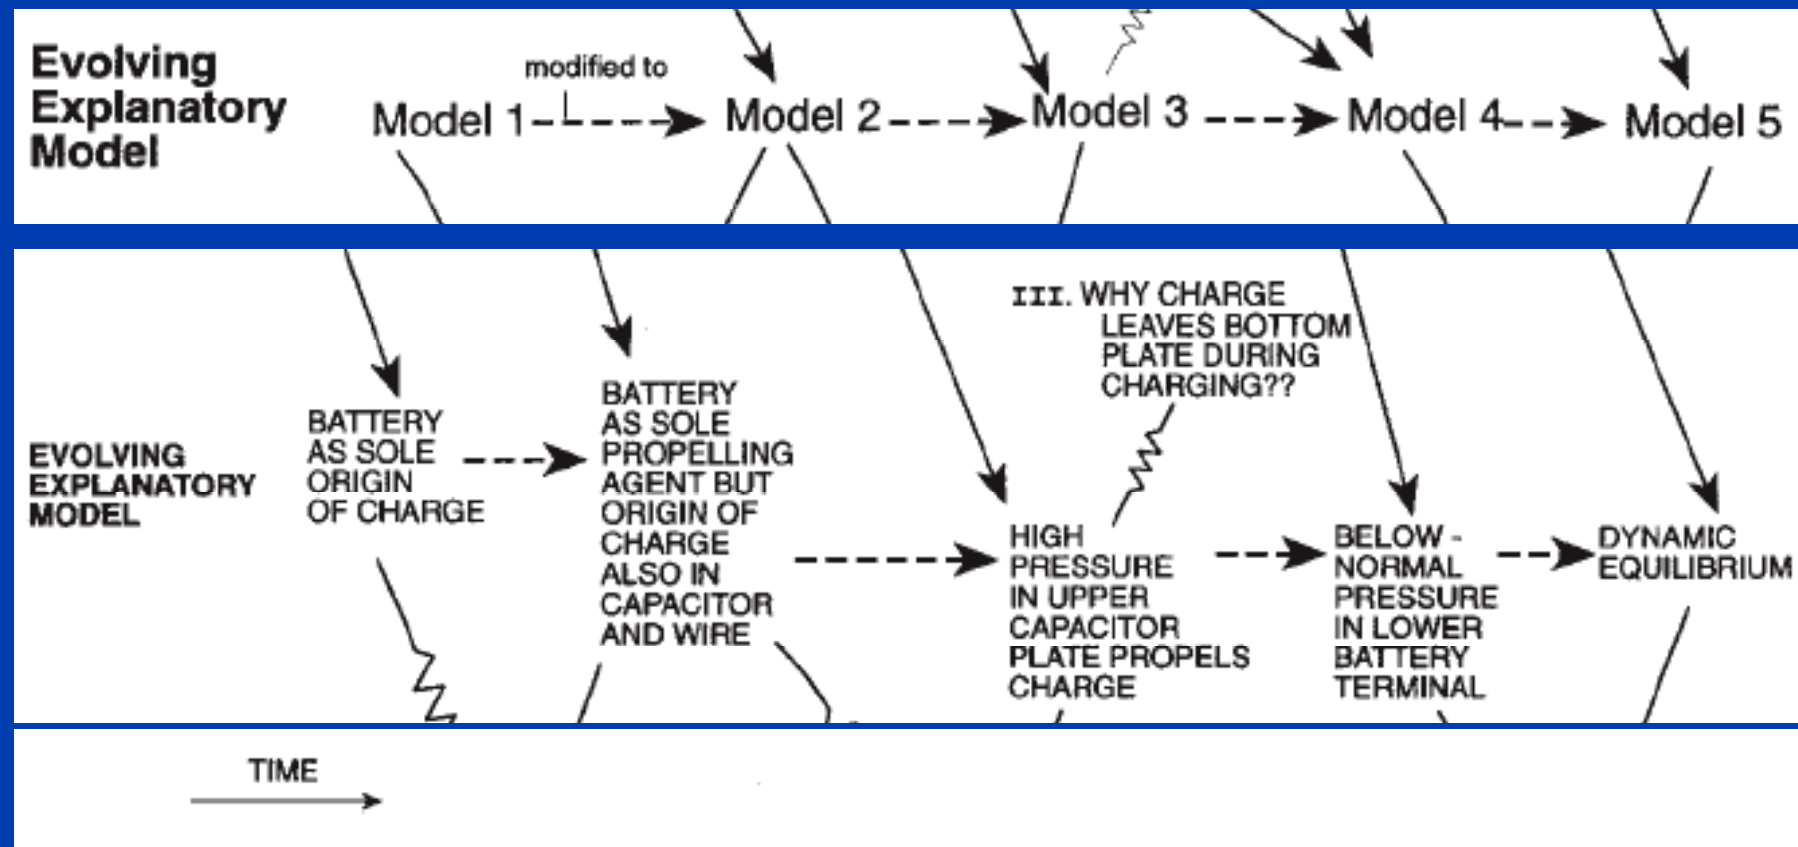 Evolving
Explanatory
Model
modified to
Model 1
Model 2
Model 3
Model 4
Model 5
EVOLVING
EXPLANATORY
MODEL
BATTERY
AS SOLE
ORIGIN
OF CHARGE
BATTERY
AS SOLE
PROPELLING
AGENT BUT
ORIGIN OF
CHARGE
ALSO IN
CAPACITOR
AND WIRE
III. WHY CHARGE
LEAVES BOTTOM
PLATE DURING
CHARGING??
HIGH
PRESSURE
IN UPPER
CAPACITOR
PLATE PROPELS
CHARGE
BELOW -
NORMAL
PRESSURE
IN LOWER
BATTERY
TERMINAL
DYNAMIC
EQUILIBRIUM
TIME